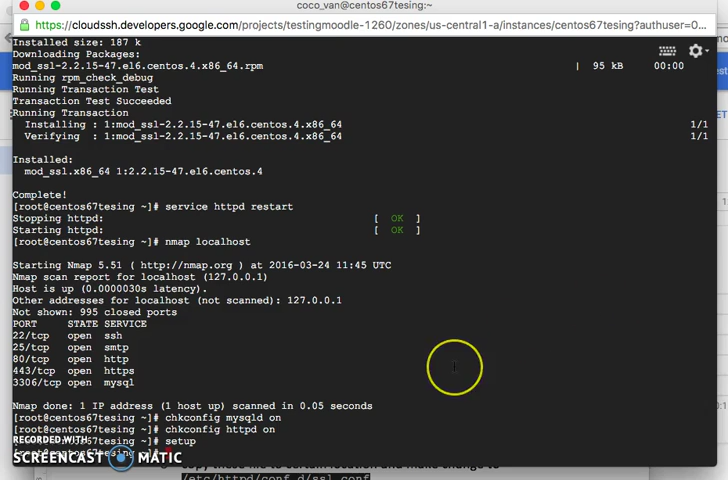 coco_van@centos67tesing:~
https://cloudssh.developers.google.com/projects/testingmoodle-1260/zones/us-central1-a/instances/centos67tesing?authuser=0...
Installed size: 187 k
Downloading Packages:
mod_ssl-2.2.15-47.el6.centos.4.x86_64.rpm | 95 kB 00:00
Running rpm_check_debug
Running Transaction Test
Transaction Test Succeeded
Running Transaction
Installing : 1:mod_ssl-2.2.15-47.el6.centos.4.x86_64 1/1
Verifying : 1:mod_ssl-2.2.15-47.el6.centos.4.x86_64 1/1
Installed:
mod_ssl.x86_64 1:2.2.15-47.el6.centos.4
Complete!
[root@centos67tesing ~]# service httpd restart
Stopping httpd: [ OK ]
Starting httpd: [ OK ]
[root@centos67tesing ~]# nmap localhost
Starting Nmap 5.51 ( http://nmap.org ) at 2016-03-24 11:45 UTC
Nmap scan report for localhost (127.0.0.1)
Host is up (0.0000030s latency).
Other addresses for localhost (not scanned): 127.0.0.1
Not shown: 995 closed ports
PORT STATE SERVICE
22/tcp open ssh
25/tcp open smtp
80/tcp open http
443/tcp open https
3306/tcp open mysql
Nmap done: 1 IP address (1 host up) scanned in 0.05 seconds
[root@centos67tesing ~]# chkconfig mysqld on
[root@centos67tesing ~]# chkconfig httpd on
[root@centos67tesing ~]# setup
RECORDED WITH
SCREENCAST MATIC
/etc/httpd/conf.d/ssl.conf